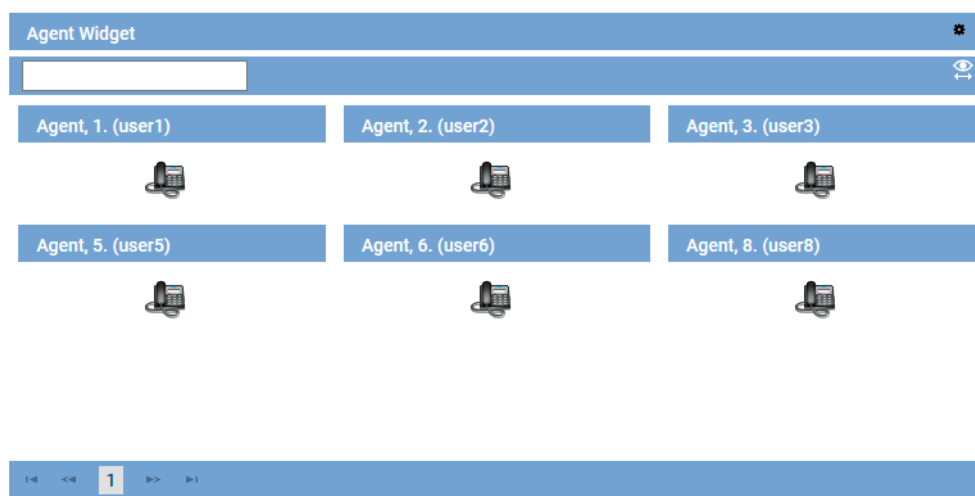 Agent Widget
Agent, 1. (user1) Agent, 2. (user2) Agent, 3. (user3)
Agent, 5. (user5) Agent, 6. (user6) Agent, 8. (user8)
1